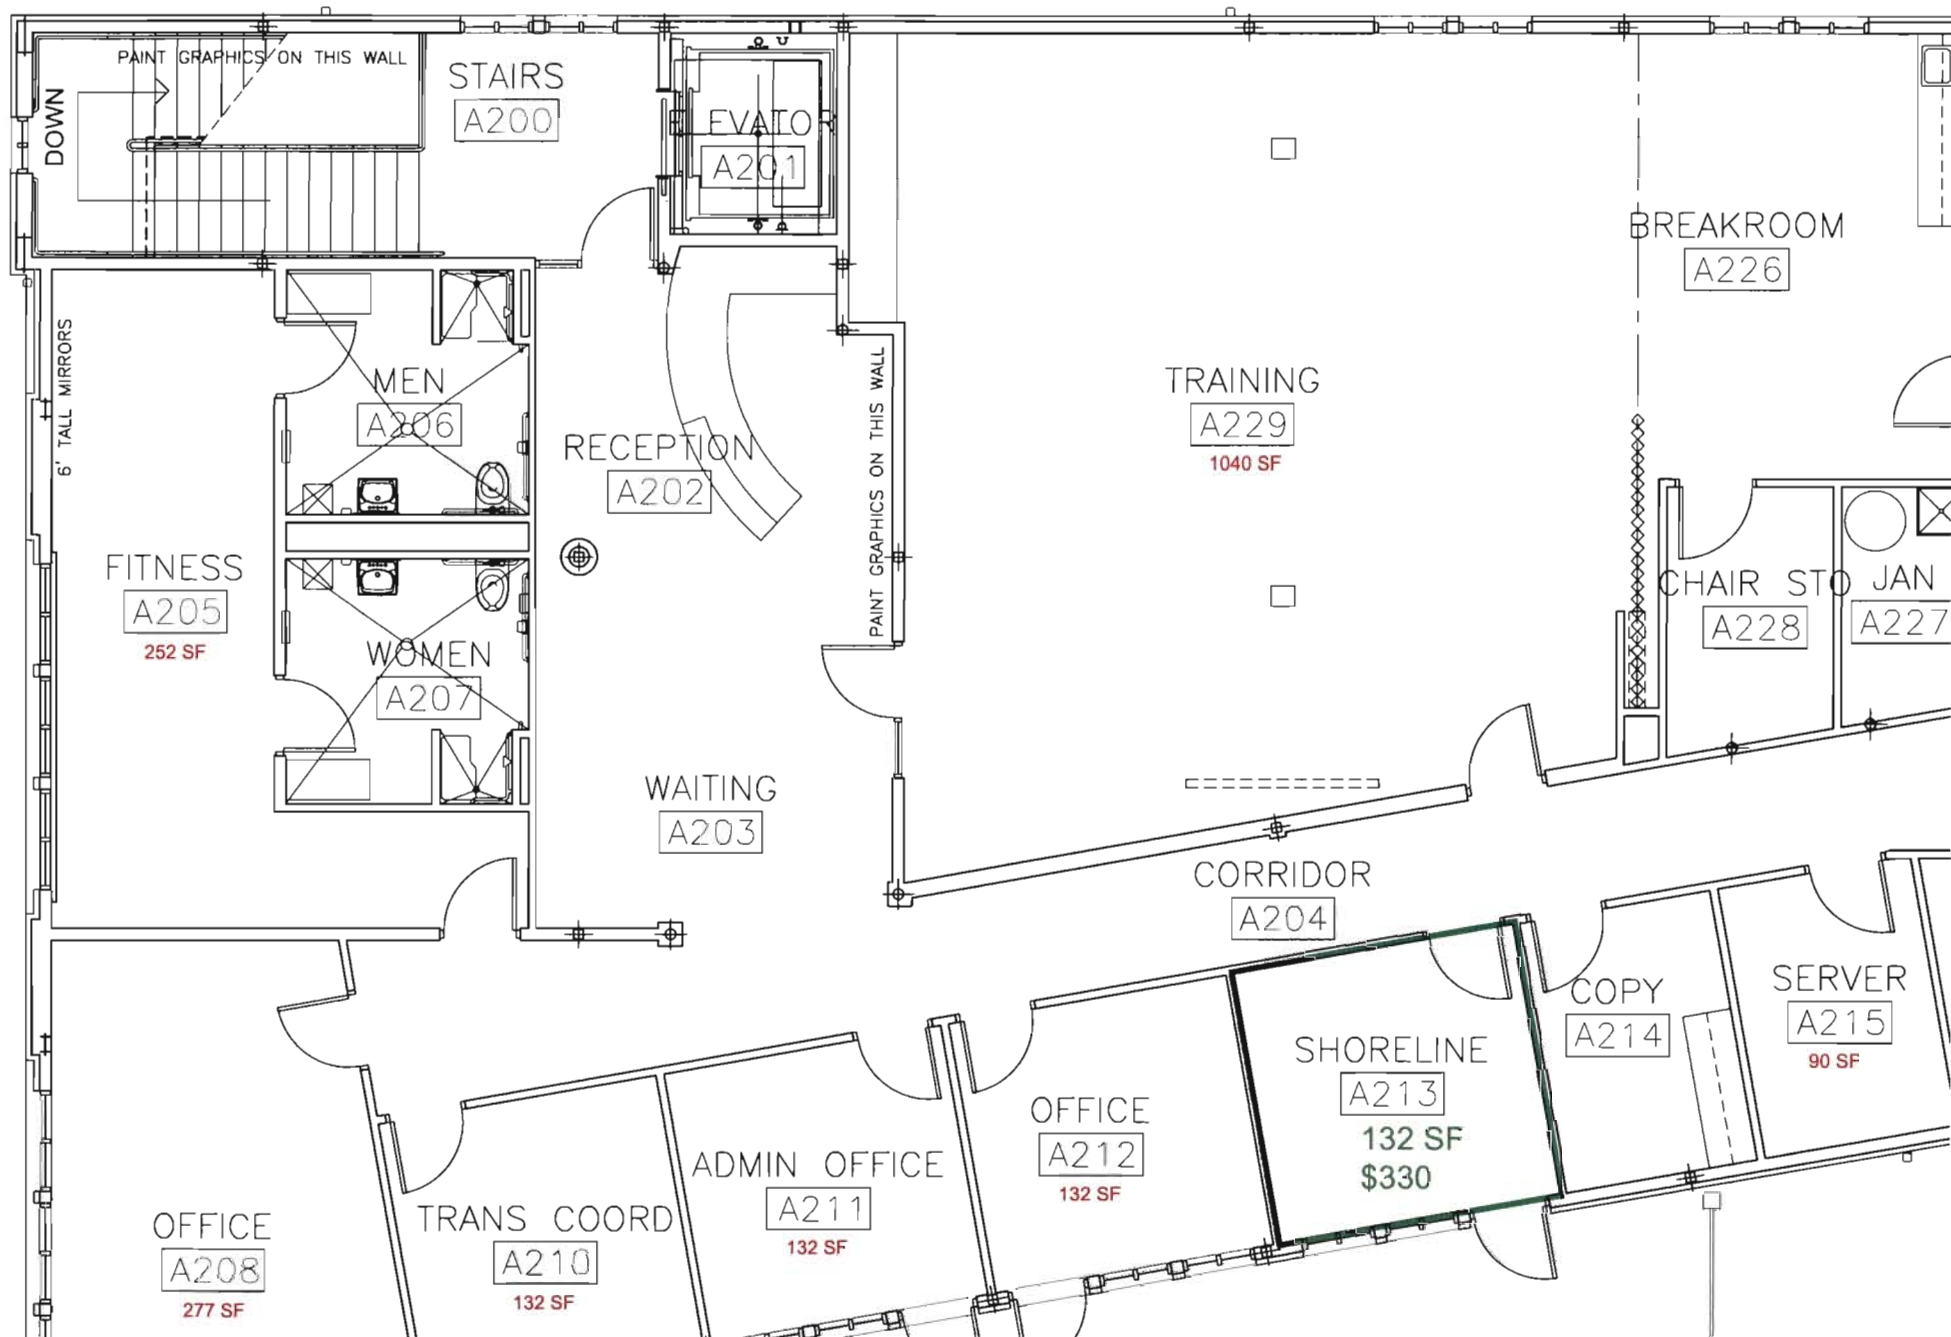 PAINT GRAPHICS ON THIS WALL
DOWN
STAIRS
A200
EVATO
A201
BREAKROOM
A226
6' TALL MIRRORS
MEN
A206
RECEPTION
A202
PAINT GRAPHICS ON THIS WALL
TRAINING
A229
1040 SF
FITNESS
A205
252 SF
WOMEN
A207
CHAIR STO
A228
JAN
A227
WAITING
A203
CORRIDOR
A204
COPY
A214
SERVER
A215
90 SF
SHORELINE
A213
132 SF
$330
OFFICE
A212
132 SF
ADMIN OFFICE
A211
132 SF
TRANS COORD
A210
132 SF
OFFICE
A208
277 SF